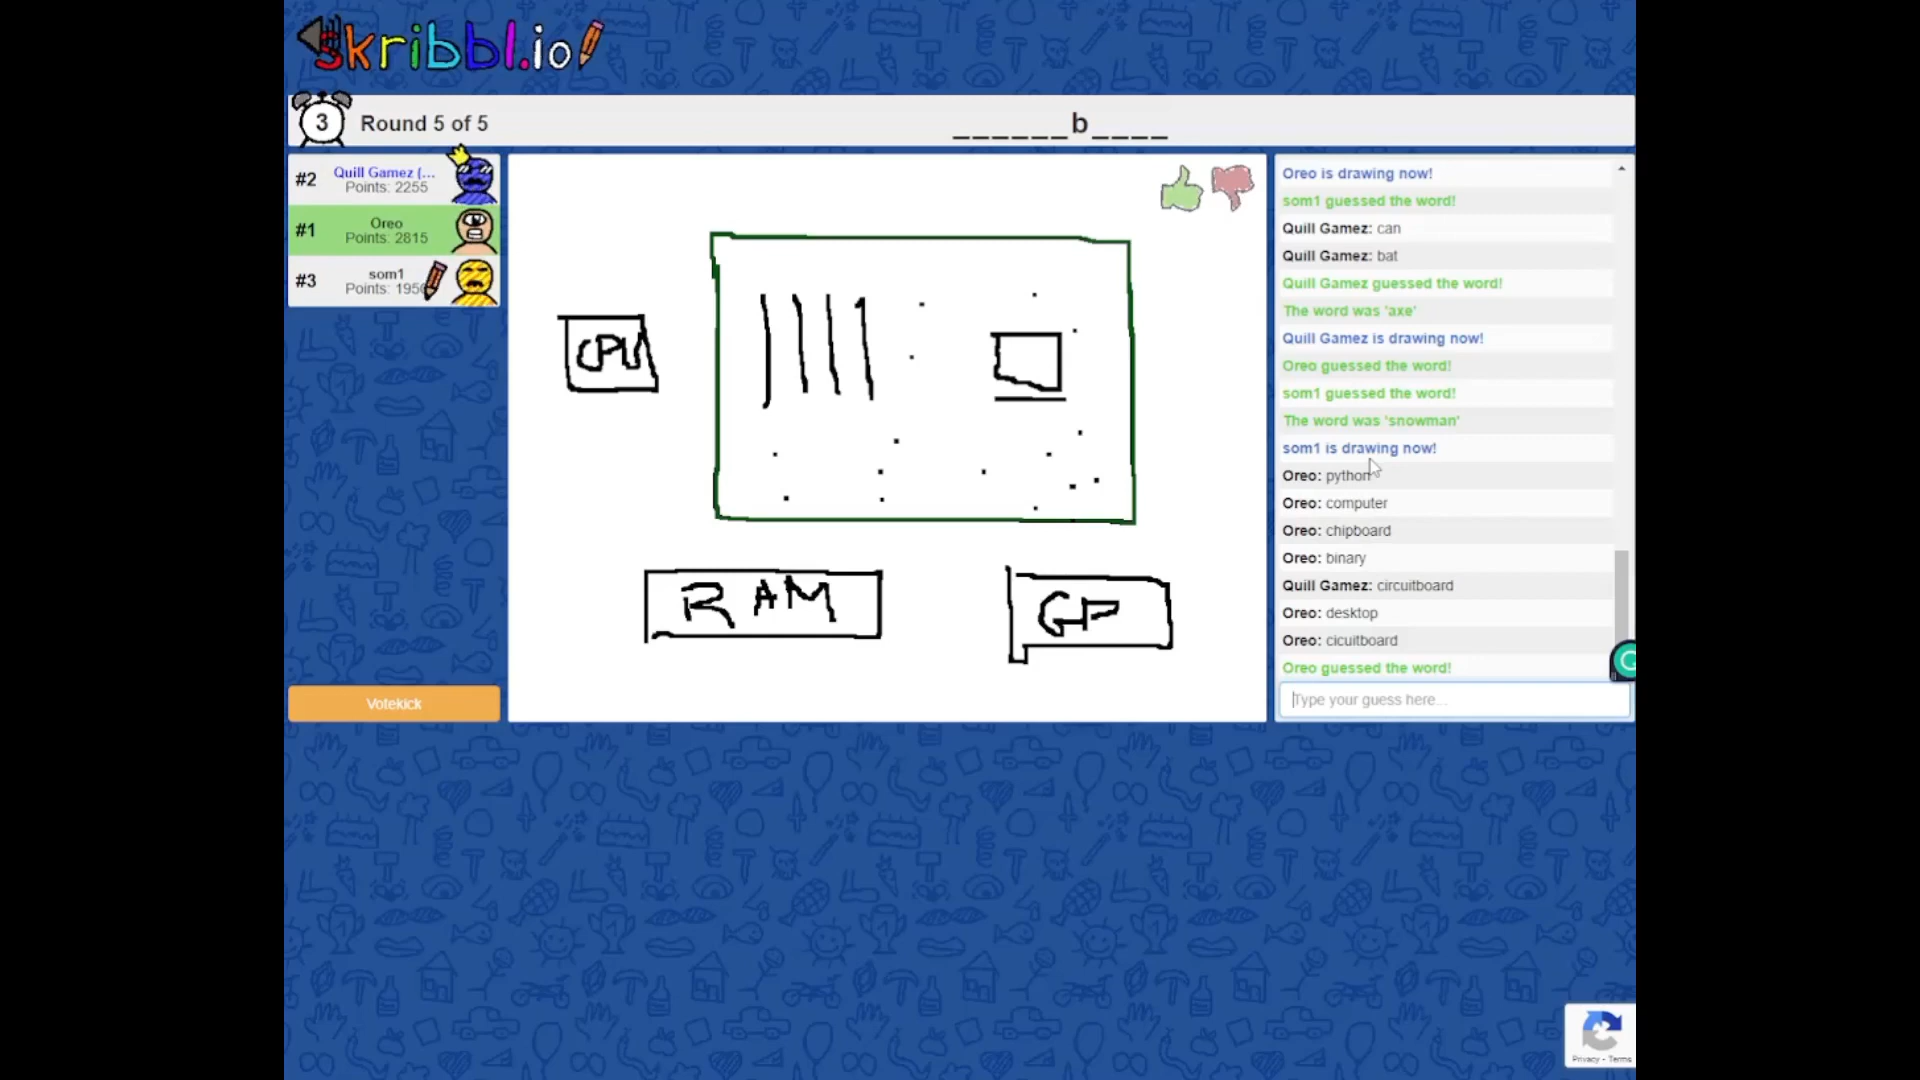 skribbl.io
3 Round 5 of 5
______b____
#2 Quill Gamez (...
Points: 2255
#1 Oreo
Points: 2815
#3 som1
Points: 195
Votekick
CPU
RAM
Oreo is drawing now!
som1 guessed the word!
Quill Gamez: can
Quill Gamez: bat
Quill Gamez guessed the word!
The word was 'axe'
Quill Gamez is drawing now!
Oreo guessed the word!
som1 guessed the word!
The word was 'snowman'
som1 is drawing now!
Oreo: python
Oreo: computer
Oreo: chipboard
Oreo: binary
Quill Gamez: circuitboard
Oreo: desktop
Oreo: cicuitboard
Oreo guessed the word!
Type your guess here...
Privacy - Terms